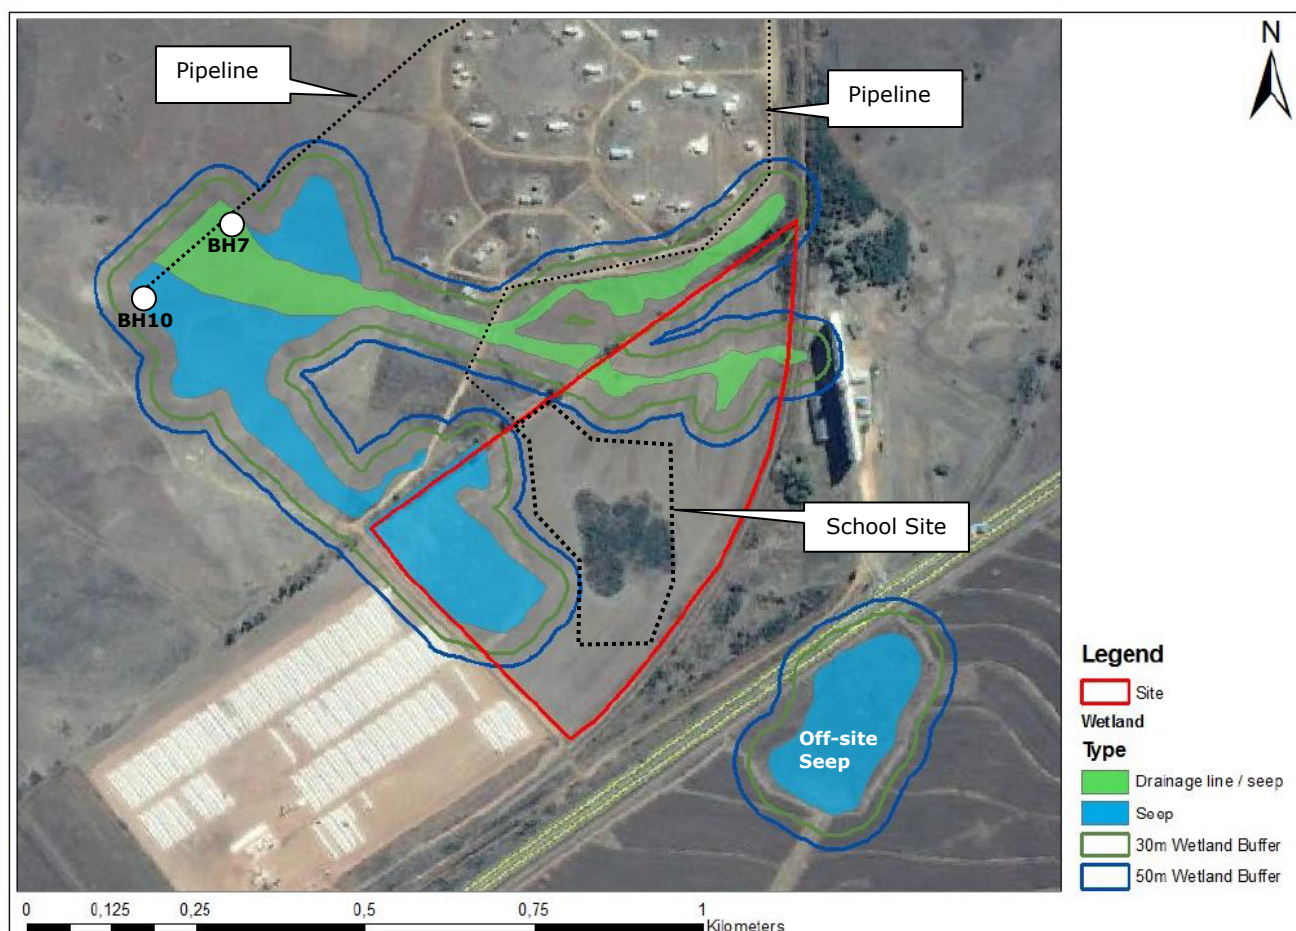 N
Pipeline
Pipeline
BH7
BH10
School Site
Off-site
Seep
Legend
Site
Wetland
Type
Drainage line / seep
Seep
30m Wetland Buffer
50m Wetland Buffer
0 0,125 0,25 0,5 0,75 1
Kilometers